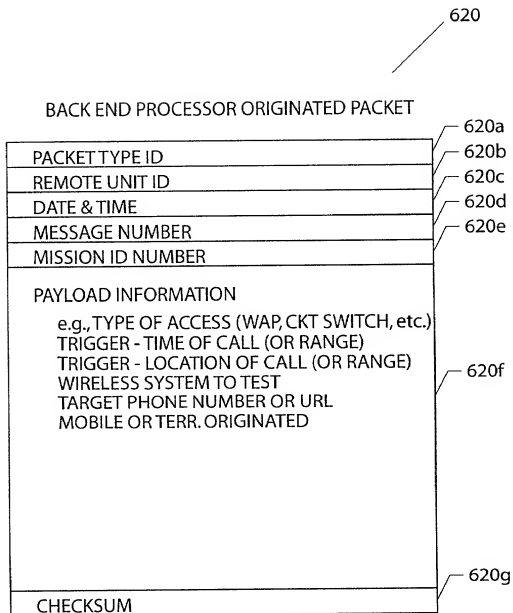 620
BACK END PROCESSOR ORIGINATED PACKET
620a
PACKET TYPE ID
620b
REMOTE UNIT ID
620c
DATE & TIME
620d
MESSAGE NUMBER
620e
MISSION ID NUMBER
PAYLOAD INFORMATION
e.g., TYPE OF ACCESS (WAP, CKT SWITCH, etc.)
TRIGGER - TIME OF CALL (OR RANGE)
TRIGGER - LOCATION OF CALL (OR RANGE)
620f
WIRELESS SYSTEM TO TEST
TARGET PHONE NUMBER OR URL
MOBILE OR TERR. ORIGINATED
620g
CHECKSUM